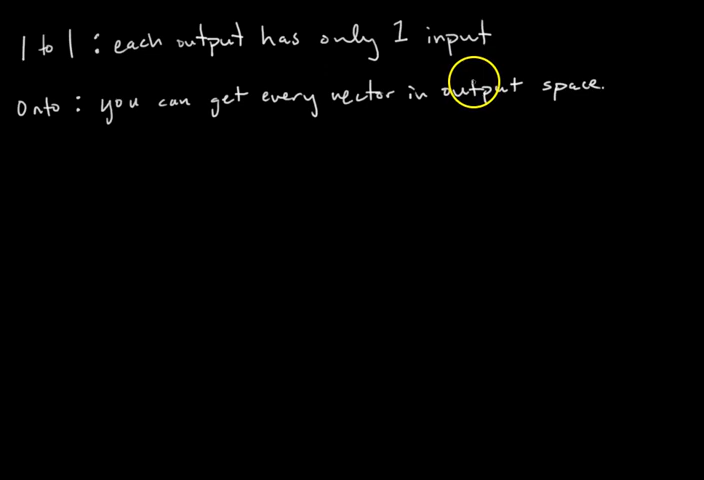 1 to 1 : each output has only 1 input
Onto : you can get every vector in output space.